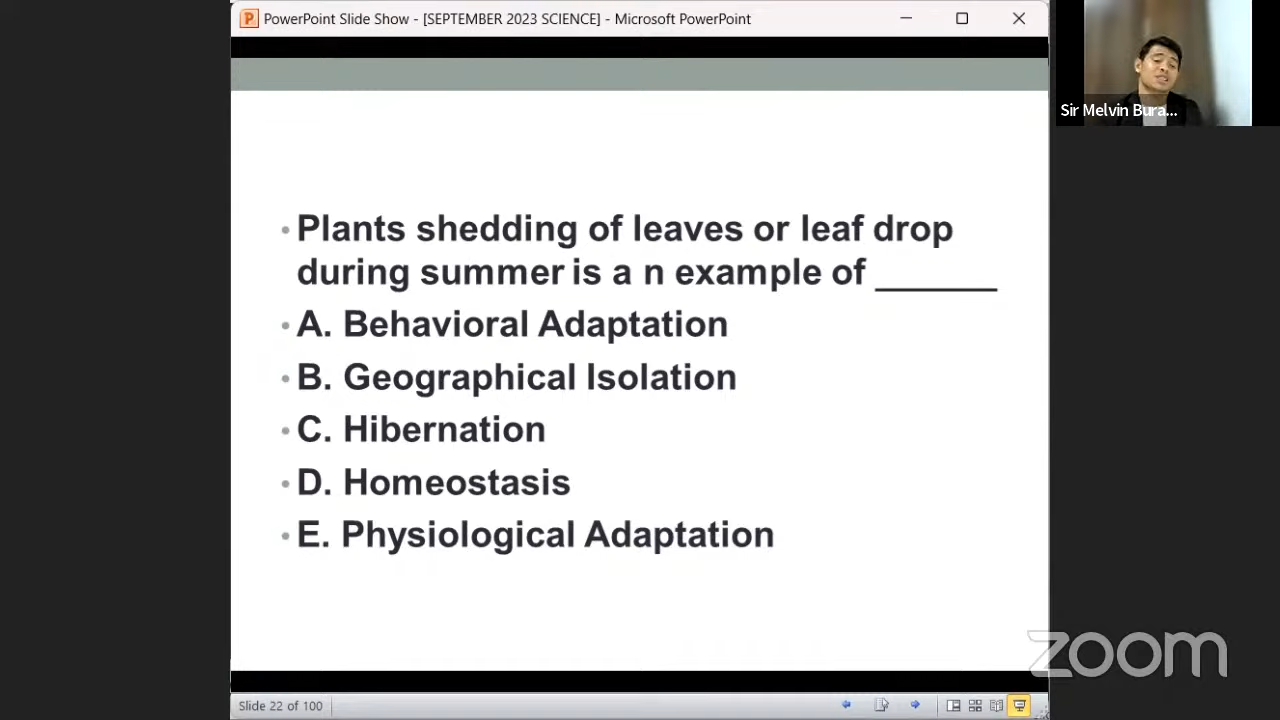 PowerPoint Slide Show - [SEPTEMBER 2023 SCIENCE] - Microsoft PowerPoint
Sir Melvin Bura...
• Plants shedding of leaves or leaf drop
during summer is a n example of _______
• A. Behavioral Adaptation
• B. Geographical Isolation
• C. Hibernation
• D. Homeostasis
• E. Physiological Adaptation
zoom
Slide 22 of 100